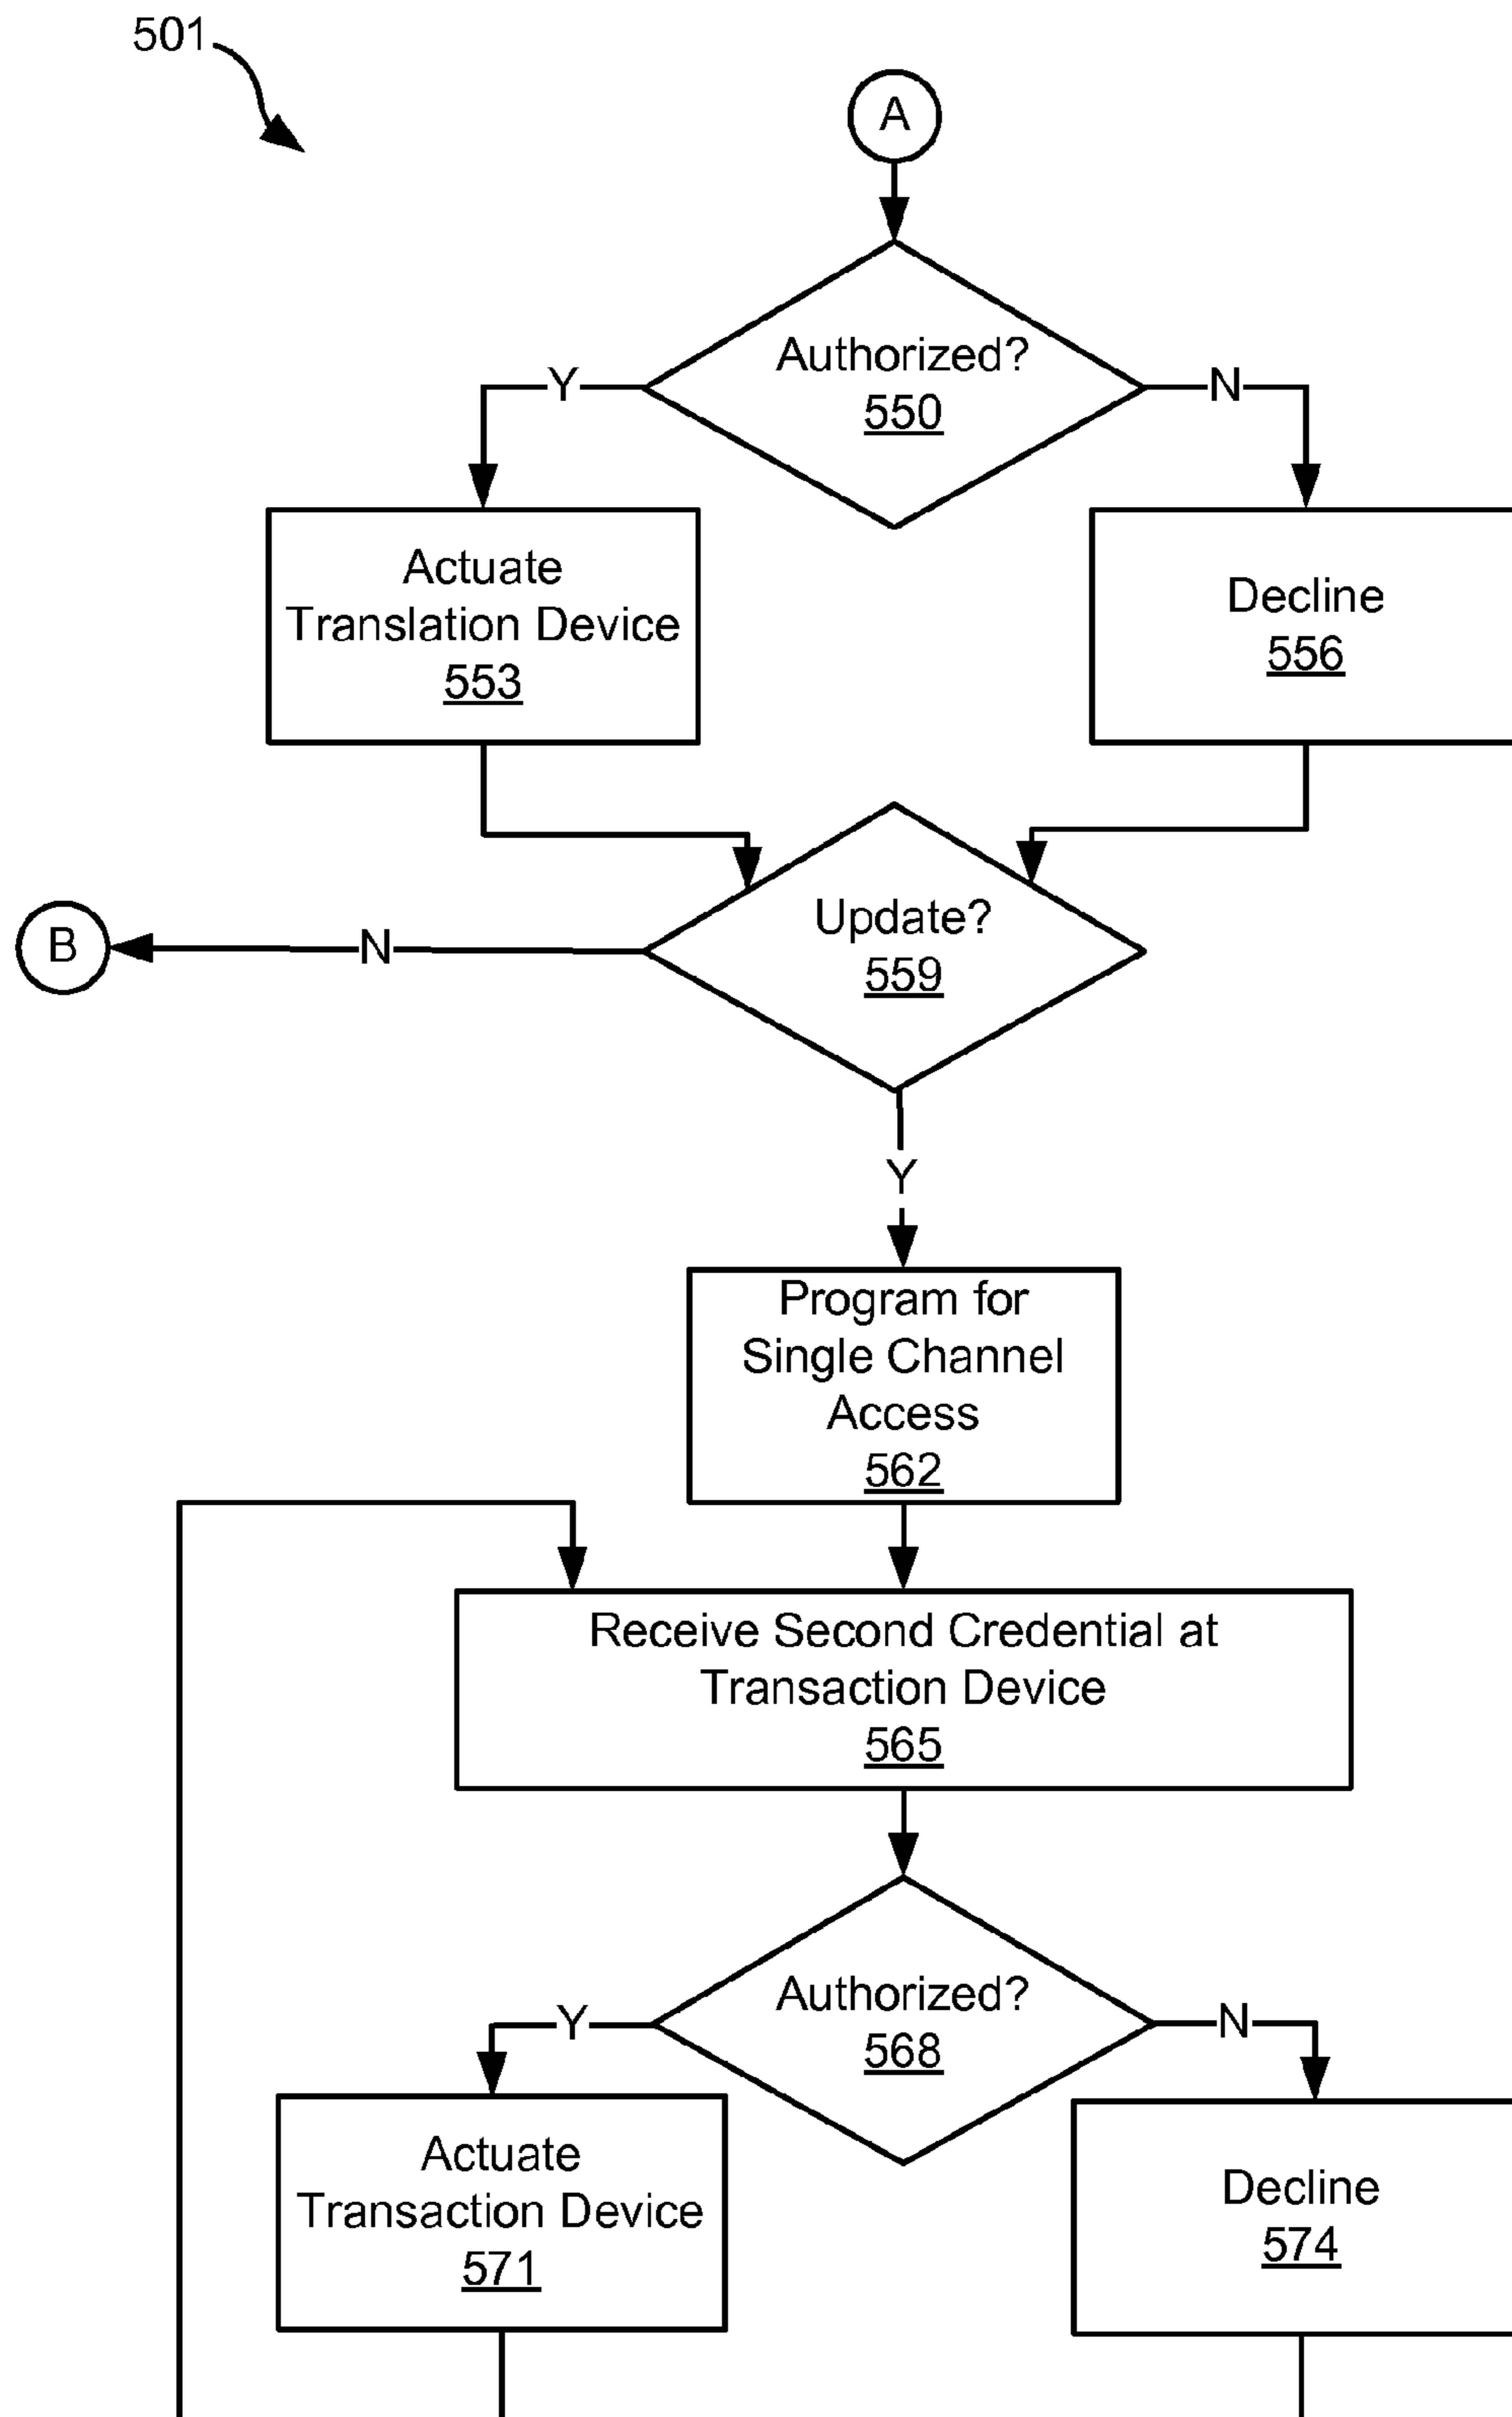 501
A
Authorized?
550
Y
N
Actuate
Translation Device
553
Decline
556
Update?
559
B
N
Y
Program for
Single Channel
Access
562
Receive Second Credential at
Transaction Device
565
Authorized?
568
Y
N
Actuate
Transaction Device
571
Decline
574